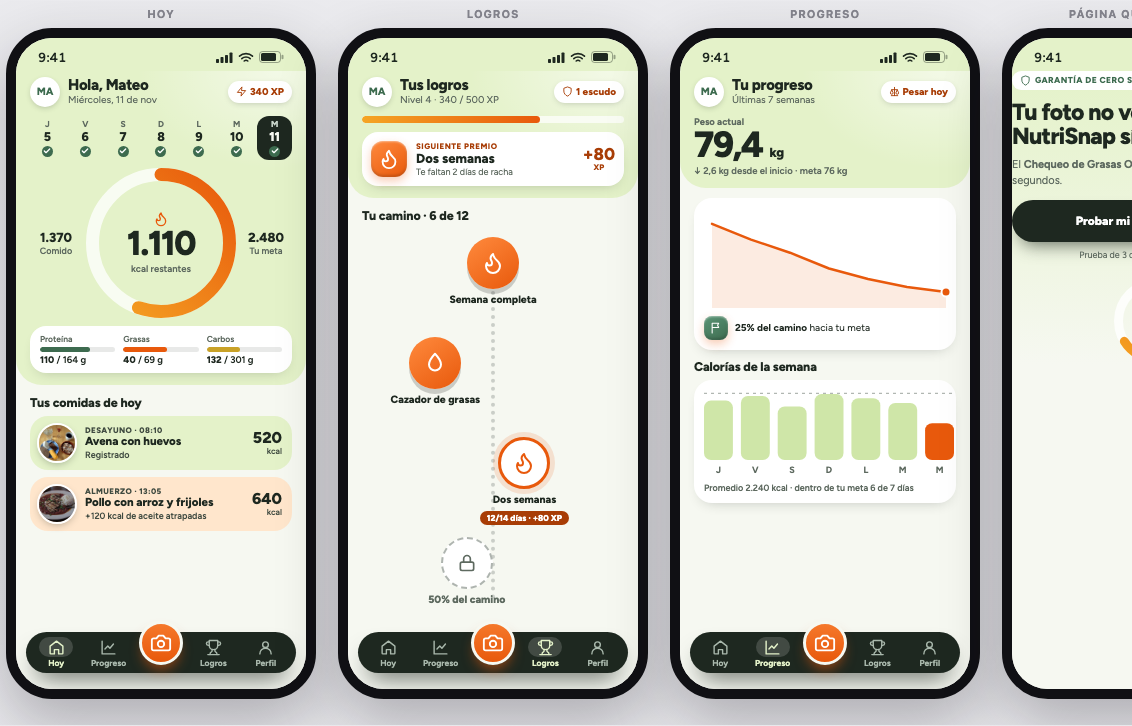 HOY
9:41
MA
Hola, Mateo
Miércoles, 11 de nov
340 XP
J V S D L M M
5 6 7 8 9 10 11
1.370
Comido
1.110
kcal restantes
2.480
Tu meta
Proteína Grasas Carbos
110 / 164 g 40 / 69 g 132 / 301 g
Tus comidas de hoy
DESAYUNO · 08:10
Avena con huevos
Registrado
520
kcal
ALMUERZO · 13:05
Pollo con arroz y frijoles
+120 kcal de aceite atrapadas
640
kcal
Hoy Progreso Logros Perfil
LOGROS
9:41
MA
Tus logros
Nivel 4 · 340 / 500 XP
1 escudo
SIGUIENTE PREMIO
Dos semanas
Te faltan 2 días de racha
+80
XP
Tu camino · 6 de 12
Semana completa
Cazador de grasas
Dos semanas
12/14 días · +80 XP
50% del camino
Hoy Progreso Logros Perfil
PROGRESO
9:41
MA
Tu progreso
Últimas 7 semanas
Pesar hoy
Peso actual
79,4 kg
↓ 2,6 kg desde el inicio · meta 76 kg
25% del camino hacia tu meta
Calorías de la semana
J V S D L M M
Promedio 2.240 kcal · dentro de tu meta 6 de 7 días
Hoy Progreso Logros Perfil
PÁGINA QU
9:41
GARANTÍA DE CERO S
Tu foto no v
NutriSnap s
El Chequeo de Grasas O
segundos.
Probar mi
Prueba de 3 d